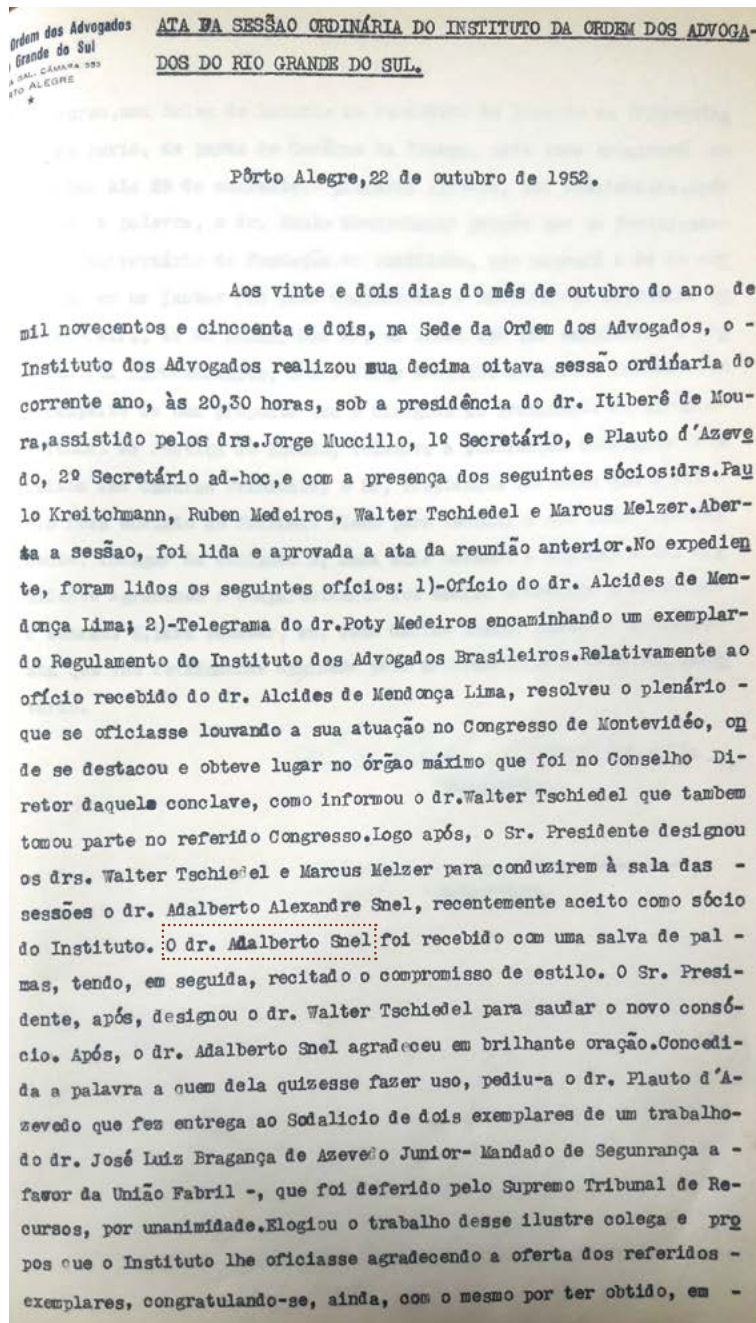 Ordem dos Advogados
Grande do Sul
CÂMARA 555
ALEGRE
ATA DA SESSÃO ORDINÁRIA DO INSTITUTO DA ORDEM DOS ADVOGA-
DOS DO RIO GRANDE DO SUL.
Pôrto Alegre,22 de outubro de 1952.
Aos vinte e dois dias do mês de outubro do ano de
mil novecentos e cincoenta e dois, na Sede da Ordem dos Advogados, o -
Instituto dos Advogados realizou sua decima oitava sessão ordinária do
corrente ano, às 20,30 horas, sob a presidência do dr. Itiberê de Mou-
ra,assistido pelos drs.Jorge Muccillo, 1º Secretário, e Plauto d'Azeve
do, 2º Secretário ad-hoc,e com a presença dos seguintes sócios:drs.Pau
lo Kreitchmann, Ruben Medeiros, Walter Tschiedel e Marcus Melzer.Aber-
ta a sessão, foi lida e aprovada a ata da reunião anterior.No expedien
te, foram lidos os seguintes ofícios: 1)-Ofício do dr. Alcides de Men-
donça Lima; 2)-Telegrama do dr.Poty Medeiros encaminhando um exemplar-
do Regulamento do Instituto dos Advogados Brasileiros.Relativamente ao
ofício recebido do dr. Alcides de Mendonça Lima, resolveu o plenário -
que se oficiasse louvando a sua atuação no Congresso de Montevidéo, on
de se destacou e obteve lugar no órgão máximo que foi no Conselho Di-
retor daquele conclave, como informou o dr.Walter Tschiedel que tambem
tomou parte no referido Congresso.Logo após, o Sr. Presidente designou
os drs. Walter Tschiedel e Marcus Melzer para conduzirem à sala das -
sessões o dr. Adalberto Alexandre Snel, recentemente aceito como sócio
do Instituto. O dr. Adalberto Snel foi recebido com uma salva de pal -
mas, tendo, em seguida, recitado o compromisso de estilo. O Sr. Presi-
dente, após, designou o dr. Walter Tschiedel para saudar o novo consó-
cio. Após, o dr. Adalberto Snel agradeceu em brilhante oração.Concedi-
da a palavra a quem dela quizesse fazer uso, pediu-a o dr. Plauto d'A-
zevedo que fez entrega ao Sodalicio de dois exemplares de um trabalho-
do dr. José Luiz Bragança de Azevedo Junior- Mandado de Segunrança a -
favor da União Fabril -, que foi deferido pelo Supremo Tribunal de Re-
cursos, por unanimidade.Elogiou o trabalho desse ilustre colega e pro
pos que o Instituto lhe oficiasse agradecendo a oferta dos referidos -
exemplares, congratulando-se, ainda, com o mesmo por ter obtido, em -